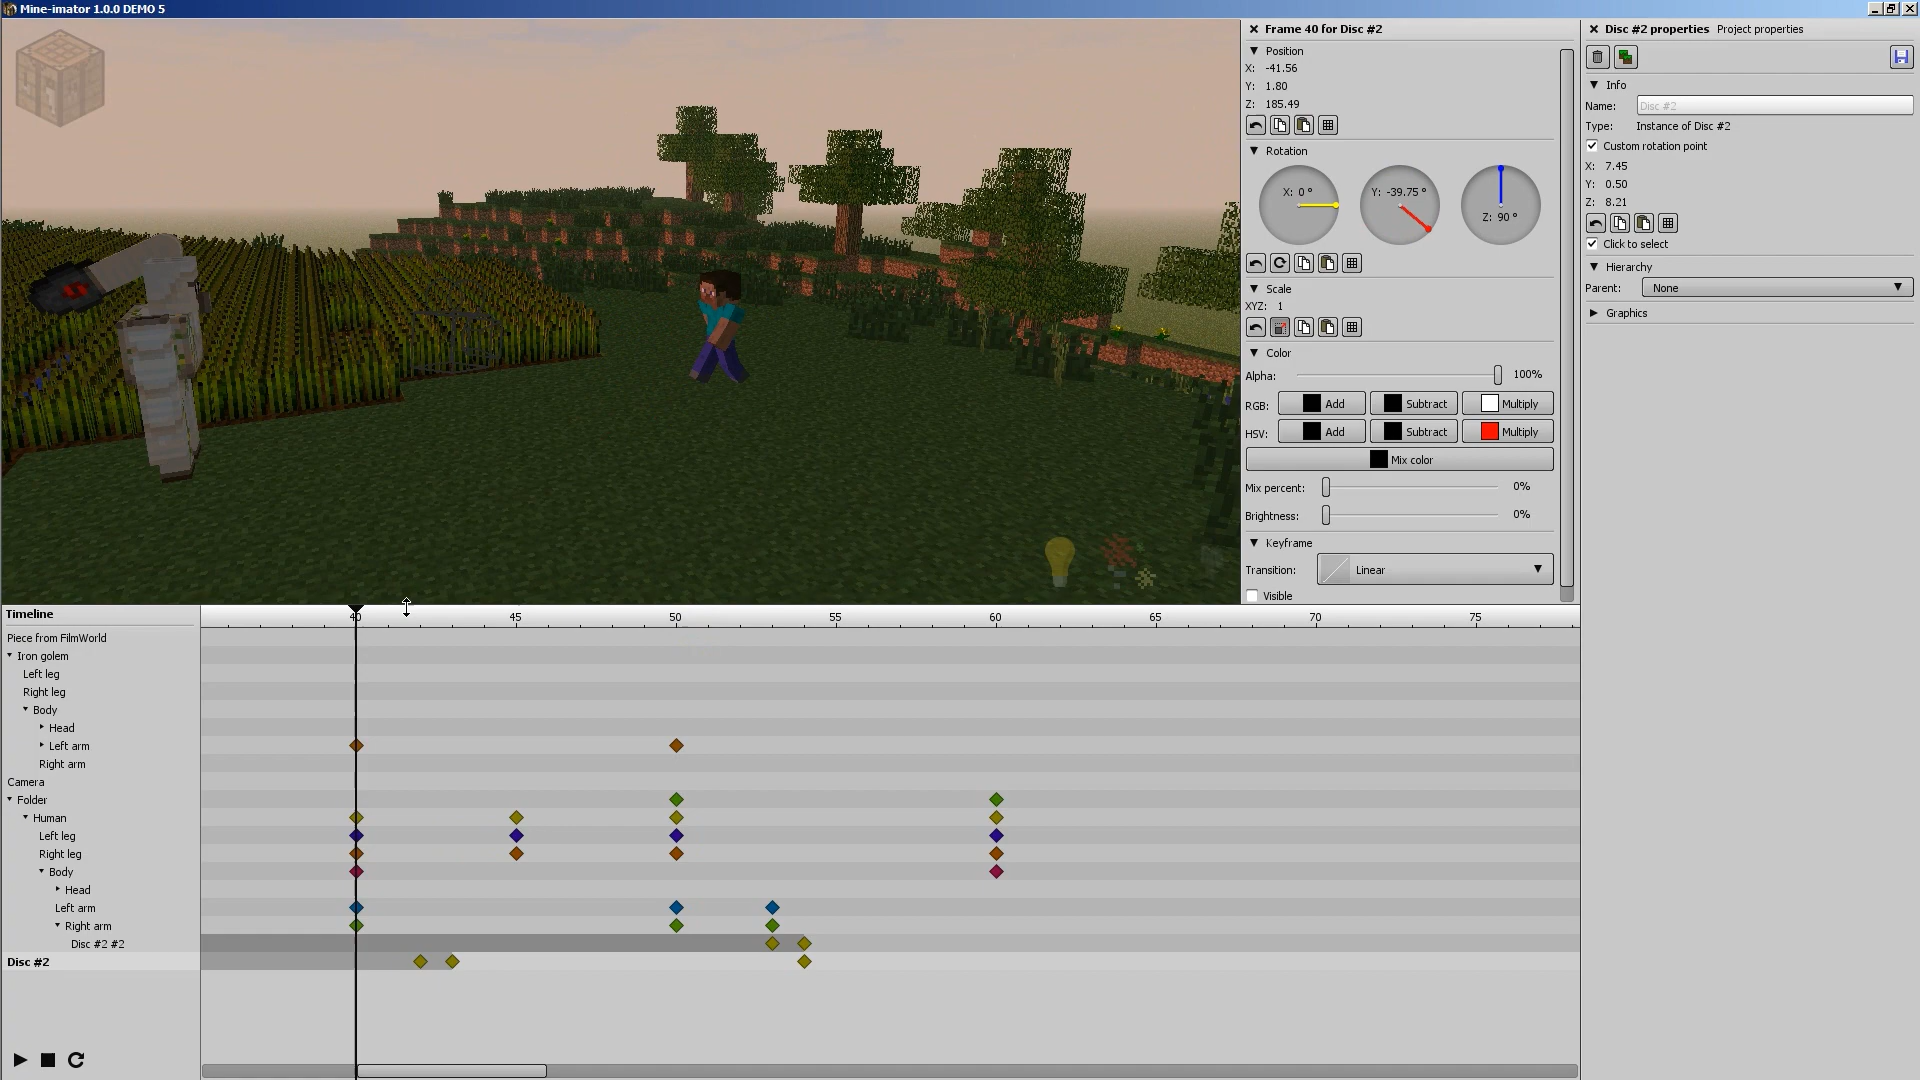 Mine-imator 1.0.0 DEMO 5
Frame 40 for Disc #2
Position
X: -41.56
Y: 1.80
Z: 185.49
Rotation
X: 0 ° Y: -39.75 ° Z: 90 °
Scale
XYZ: 1
Color
Alpha: 100%
RGB: Add Subtract Multiply
HSV: Add Subtract Multiply
Mix color
Mix percent: 0%
Brightness: 0%
Keyframe
Transition: Linear
Visible
Disc #2 properties Project properties
Info
Name: Disc #2
Type: Instance of Disc #2
Custom rotation point
X: 7.45
Y: 0.50
Z: 8.21
Click to select
Hierarchy
Parent: None
Graphics
Timeline
40 45 50 55 60 65 70 75
Piece from FilmWorld
Iron golem
Left leg
Right leg
Body
Head
Left arm
Right arm
Camera
Folder
Human
Left leg
Right leg
Body
Head
Left arm
Right arm
Disc #2 #2
Disc #2